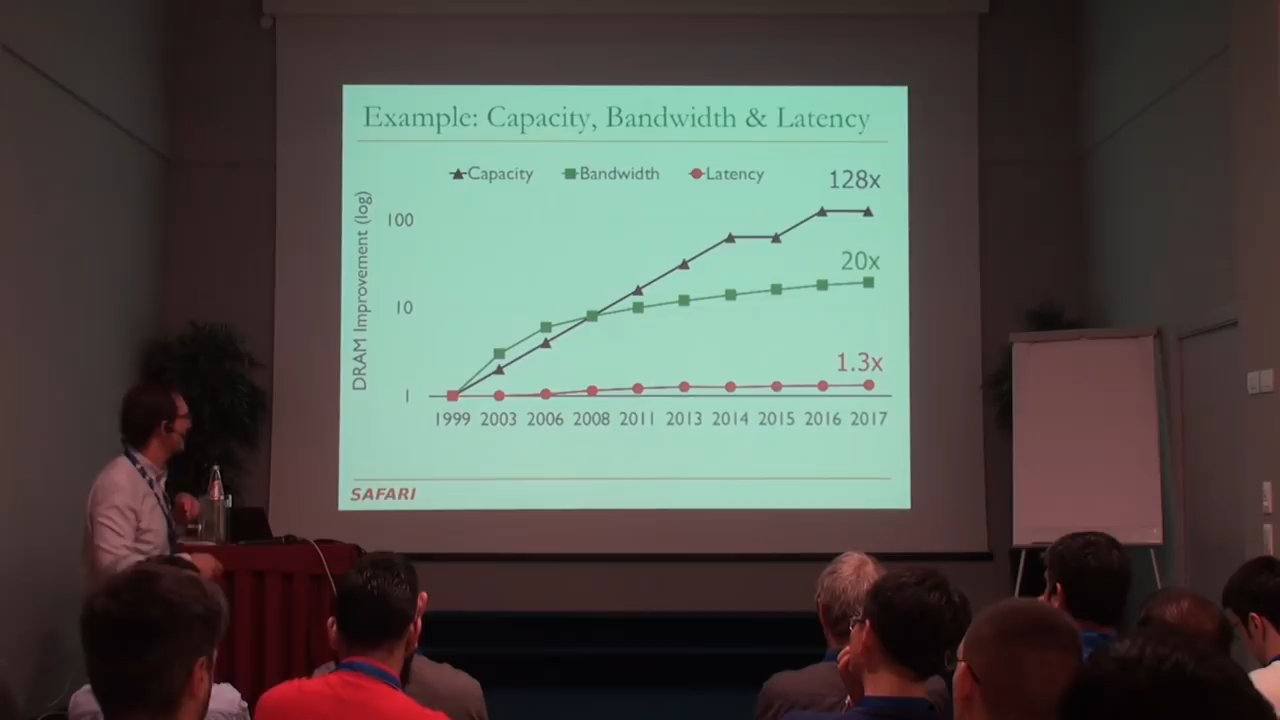 Example: Capacity, Bandwidth & Latency
Capacity Bandwidth Latency
128x
20x
1.3x
DRAM Improvement (log)
100
10
1
1999 2003 2006 2008 2011 2013 2014 2015 2016 2017
SAFARI